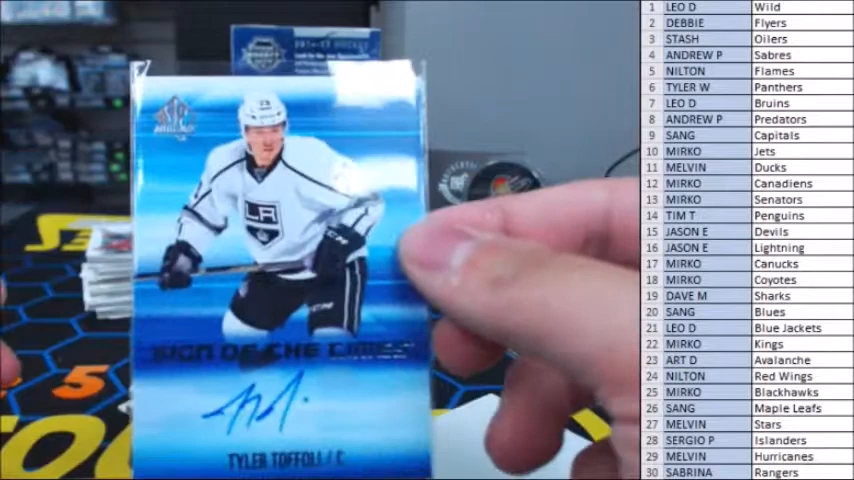 LA
CCM
CCM
SIGN OF THE TIMES
TYLER TOFFOLI / C
5
1 LEO D Wild
2 DEBBIE Flyers
3 STASH Oilers
4 ANDREW P Sabres
5 NILTON Flames
6 TYLER W Panthers
7 LEO D Bruins
8 ANDREW P Predators
9 SANG Capitals
10 MIRKO Jets
11 MELVIN Ducks
12 MIRKO Canadiens
13 MIRKO Senators
14 TIM T Penguins
15 JASON E Devils
16 JASON E Lightning
17 MIRKO Canucks
18 MIRKO Coyotes
19 DAVE M Sharks
20 SANG Blues
21 LEO D Blue Jackets
22 MIRKO Kings
23 ART D Avalanche
24 NILTON Red Wings
25 MIRKO Blackhawks
26 SANG Maple Leafs
27 MELVIN Stars
28 SERGIO P Islanders
29 MELVIN Hurricanes
30 SABRINA Rangers